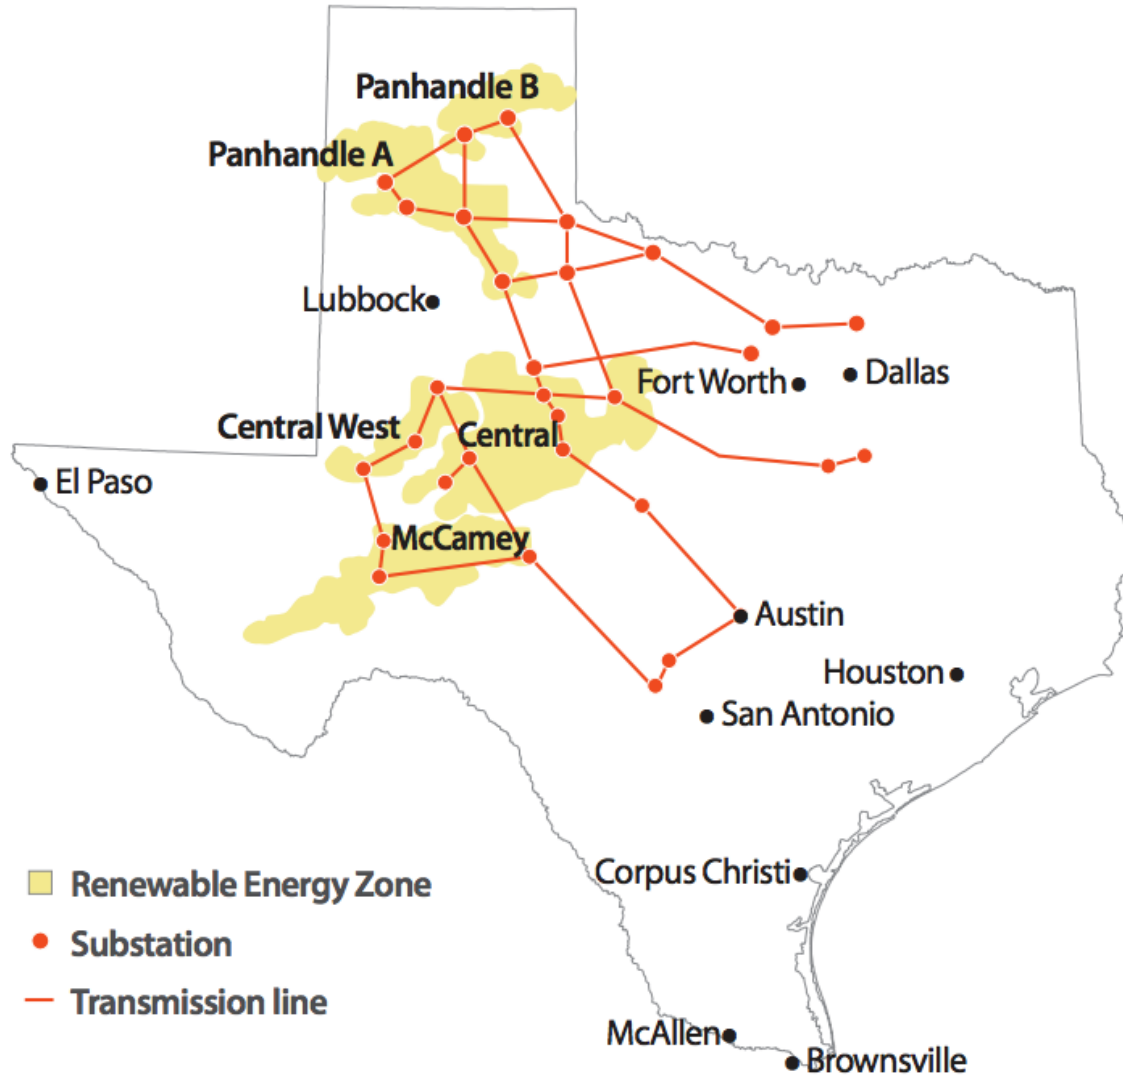 Panhandle B
Panhandle A
Lubbock
Fort Worth
Dallas
Central West
Central
El Paso
McCamey
Austin
Houston
San Antonio
Corpus Christi
Renewable Energy Zone
Substation
Transmission line
McAllen
Brownsville